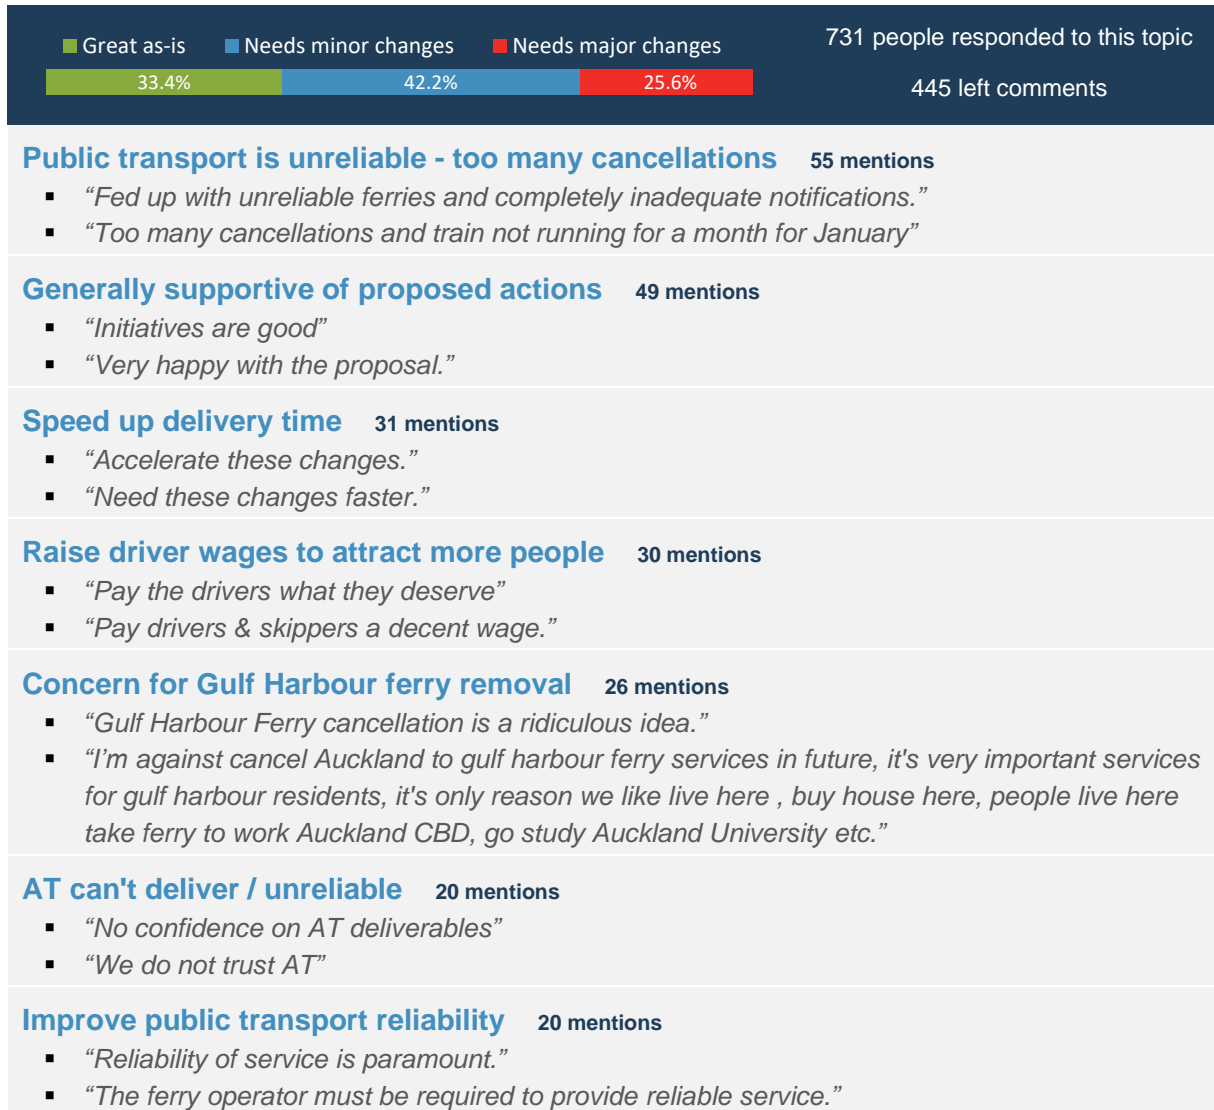 Great as-is Needs minor changes Needs major changes
33.4% 42.2% 25.6%
731 people responded to this topic
445 left comments
Public transport is unreliable - too many cancellations 55 mentions
▪ “Fed up with unreliable ferries and completely inadequate notifications.”
▪ “Too many cancellations and train not running for a month for January”
Generally supportive of proposed actions 49 mentions
▪ “Initiatives are good”
▪ “Very happy with the proposal.”
Speed up delivery time 31 mentions
▪ “Accelerate these changes.”
▪ “Need these changes faster.”
Raise driver wages to attract more people 30 mentions
▪ “Pay the drivers what they deserve”
▪ “Pay drivers & skippers a decent wage.”
Concern for Gulf Harbour ferry removal 26 mentions
▪ “Gulf Harbour Ferry cancellation is a ridiculous idea.”
▪ “I’m against cancel Auckland to gulf harbour ferry services in future, it's very important services
for gulf harbour residents, it's only reason we like live here , buy house here, people live here
take ferry to work Auckland CBD, go study Auckland University etc.”
AT can't deliver / unreliable 20 mentions
▪ “No confidence on AT deliverables”
▪ “We do not trust AT”
Improve public transport reliability 20 mentions
▪ “Reliability of service is paramount.”
▪ “The ferry operator must be required to provide reliable service.”